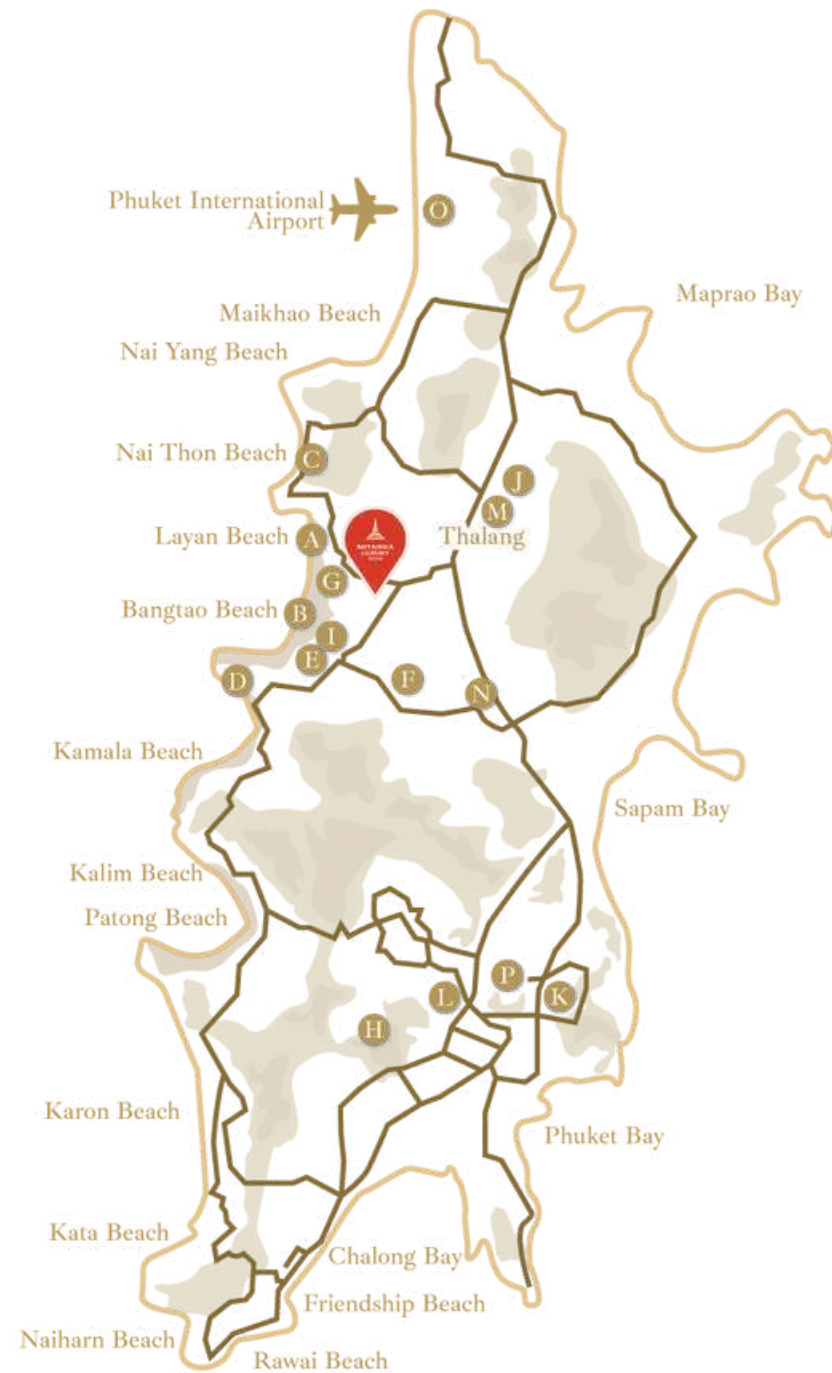 Phuket International
Airport
O
Maprao Bay
Maikhao Beach
Nai Yang Beach
Nai Thon Beach
C
J
M
Layan Beach
A
Thalang
G
Bangtao Beach
B
I
E
D
F
N
Kamala Beach
Sapam Bay
Kalim Beach
Patong Beach
P
L
K
H
Karon Beach
Phuket Bay
Kata Beach
Chalong Bay
Friendship Beach
Naiharn Beach
Rawai Beach